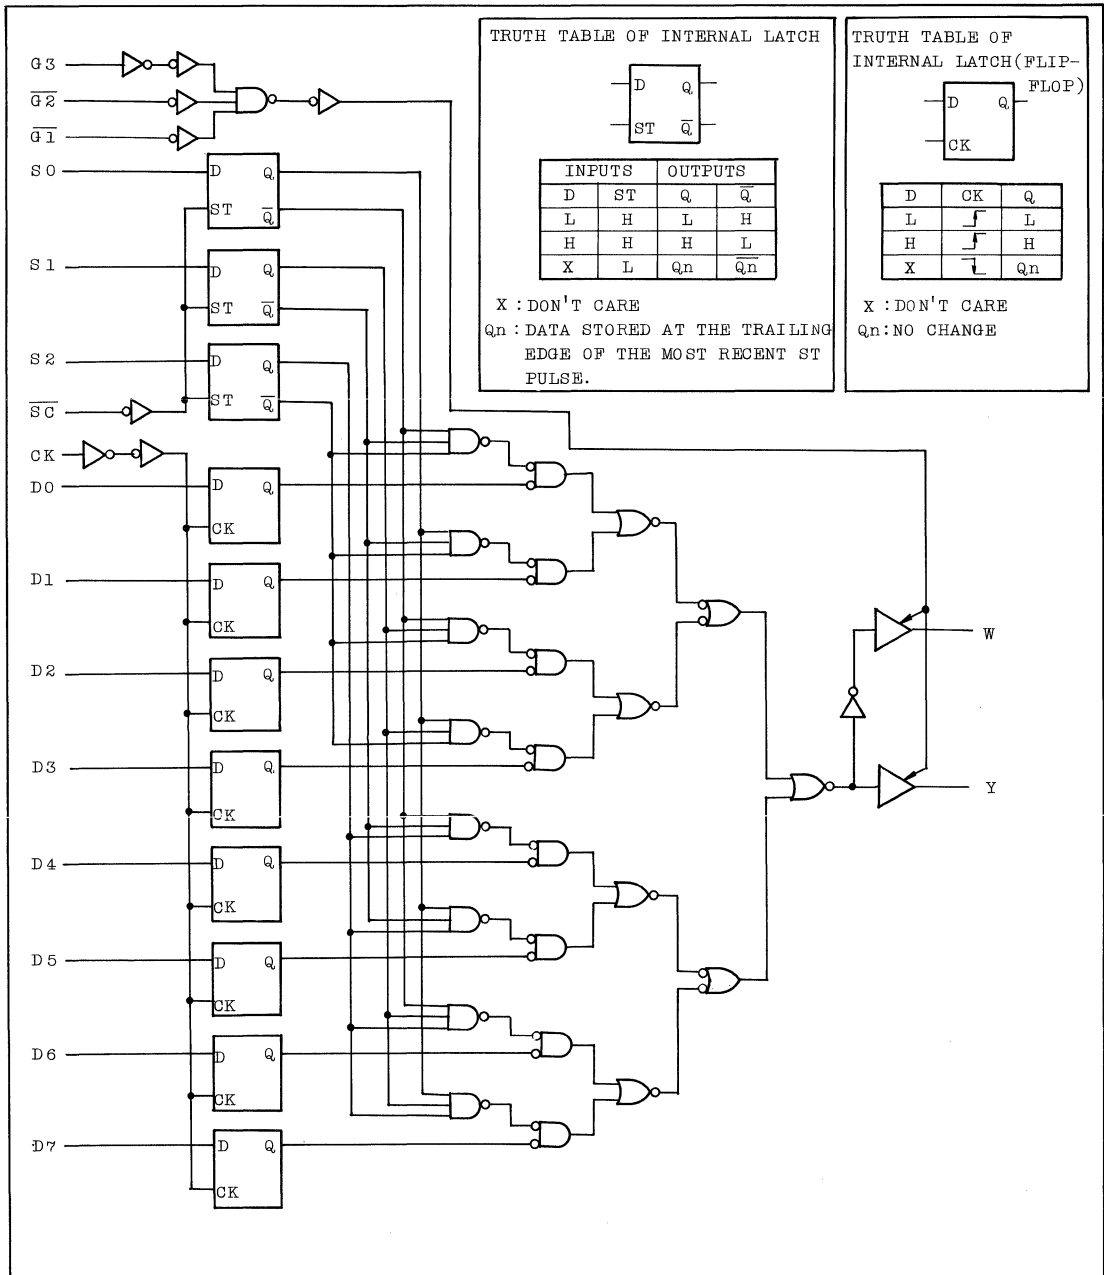 G3
G2
G1
S0
S1
S2
SC
CK
D0
D1
D2
D3
D4
D5
D6
D7
D Q
ST Q
D Q
ST Q
D Q
ST Q
D Q
CK
D Q
CK
D Q
CK
D Q
CK
D Q
CK
D Q
CK
D Q
CK
D Q
CK
W
Y
TRUTH TABLE OF INTERNAL LATCH
D Q
ST Q̅
INPUTS OUTPUTS
D ST Q Q̅
L H L H
H H H L
X L Qn Q̅n̅
X : DON'T CARE
Qn : DATA STORED AT THE TRAILING
EDGE OF THE MOST RECENT ST
PULSE.
TRUTH TABLE OF
INTERNAL LATCH(FLIP-
FLOP)
D Q
CK
D CK Q
L L
H H
X Qn
X : DON'T CARE
Qn : NO CHANGE